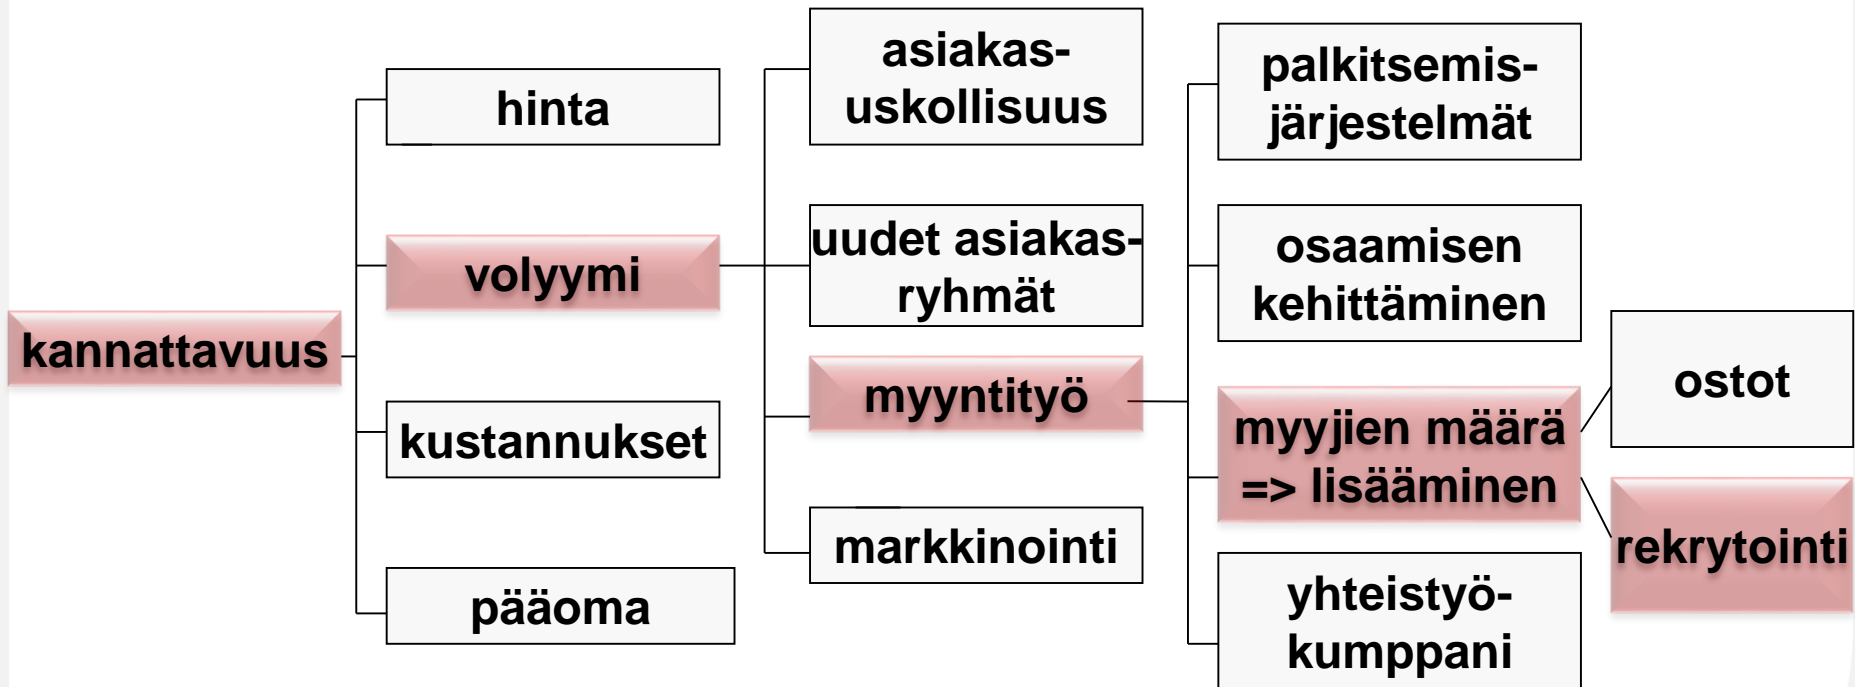 kannattavuus
hinta
volyymi
kustannukset
pääoma
asiakas-
uskollisuus
uudet asiakas-
ryhmät
myyntityö
markkinointi
palkitsemis-
järjestelmät
osaamisen
kehittäminen
myyjien määrä
=> lisääminen
yhteistyö-
kumppani
ostot
rekrytointi